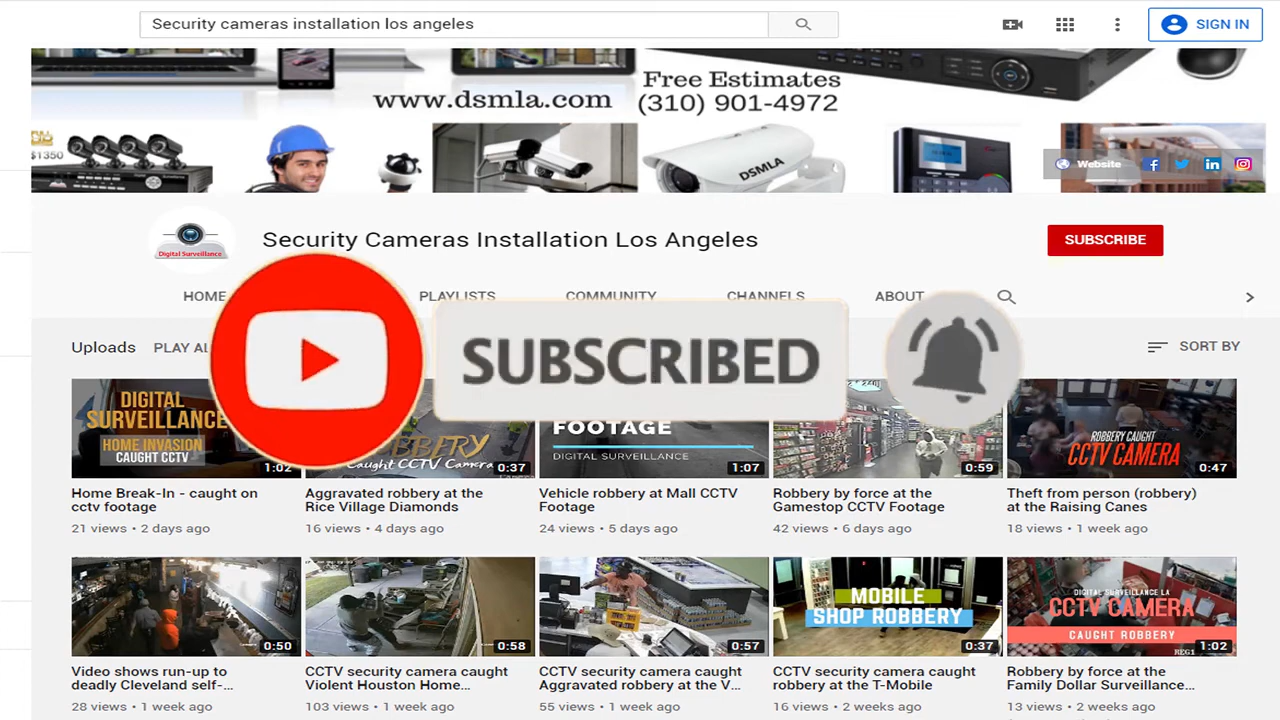 Security cameras installation los angeles
SIGN IN
Free Estimates
www.dsmla.com
(310) 901-4972
$1350
DSMLA
Website
Digital Surveillance
Security Cameras Installation Los Angeles
SUBSCRIBE
HOME
PLAYLISTS
COMMUNITY
CHANNELS
ABOUT
Uploads
PLAY AL
SORT BY
SUBSCRIBED
DIGITAL
SURVEILLANCE
HOME INVASION
CAUGHT CCTV
1:02
ROBBERY
Caught CCTV Camera
0:37
FOOTAGE
DIGITAL SURVEILLANCE
1:07
0:59
ROBBERY CAUGHT
CCTV CAMERA
0:47
Home Break-In - caught on
cctv footage
21 views • 2 days ago
Aggravated robbery at the
Rice Village Diamonds
16 views • 4 days ago
Vehicle robbery at Mall CCTV
Footage
24 views • 5 days ago
Robbery by force at the
Gamestop CCTV Footage
42 views • 6 days ago
Theft from person (robbery)
at the Raising Canes
18 views • 1 week ago
0:50
0:58
0:57
MOBILE
SHOP ROBBERY
0:37
DIGITAL SURVEILLANCE LA
CCTV CAMERA
CAUGHT ROBBERY
REG1
1:02
Video shows run-up to
deadly Cleveland self-...
28 views • 1 week ago
CCTV security camera caught
Violent Houston Home...
103 views • 1 week ago
CCTV security camera caught
Aggravated robbery at the V...
55 views • 1 week ago
CCTV security camera caught
robbery at the T-Mobile
16 views • 2 weeks ago
Robbery by force at the
Family Dollar Surveillance...
13 views • 2 weeks ago